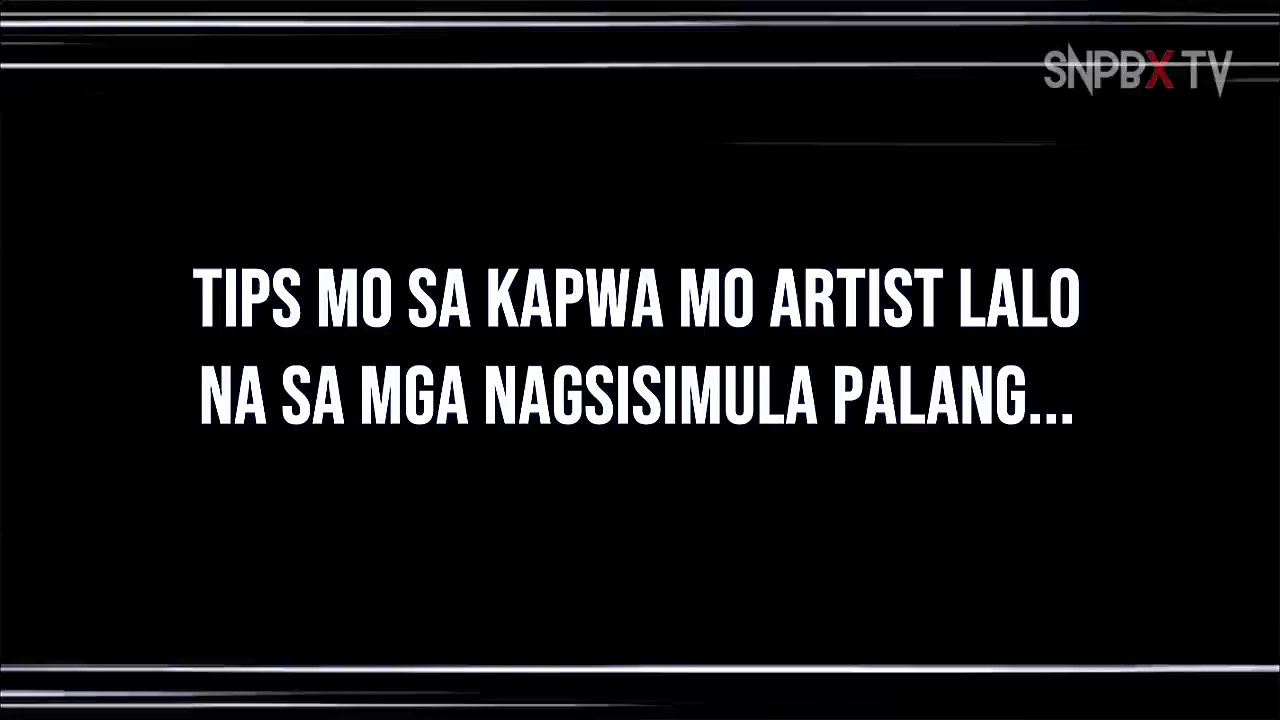 SNPBX TV
TIPS MO SA KAPWA MO ARTIST LALO
NA SA MGA NAGSISIMULA PALANG...